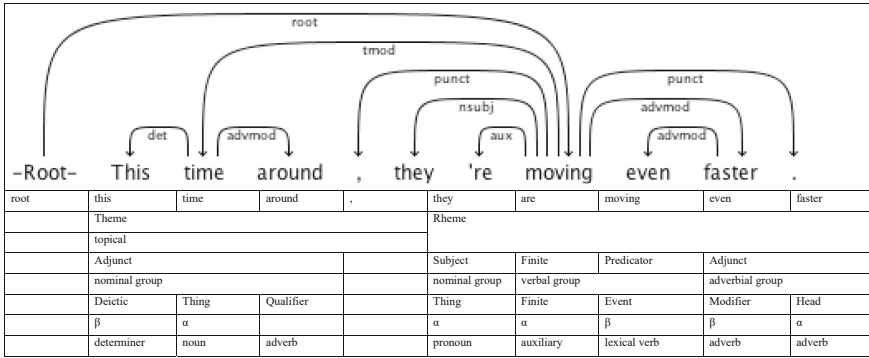 root
tmod
punct punct
nsubj advmod
det advmod aux advmod
-Root- This time around , they 're moving even faster .
root this time around , they are moving even faster
Theme Rheme
topical
Adjunct Subject Finite Predicator Adjunct
nominal group nominal group verbal group adverbial group
Deictic Thing Qualifier Thing Finite Event Modifier Head
β α α α β β α
determiner noun adverb pronoun auxiliary lexical verb adverb adverb